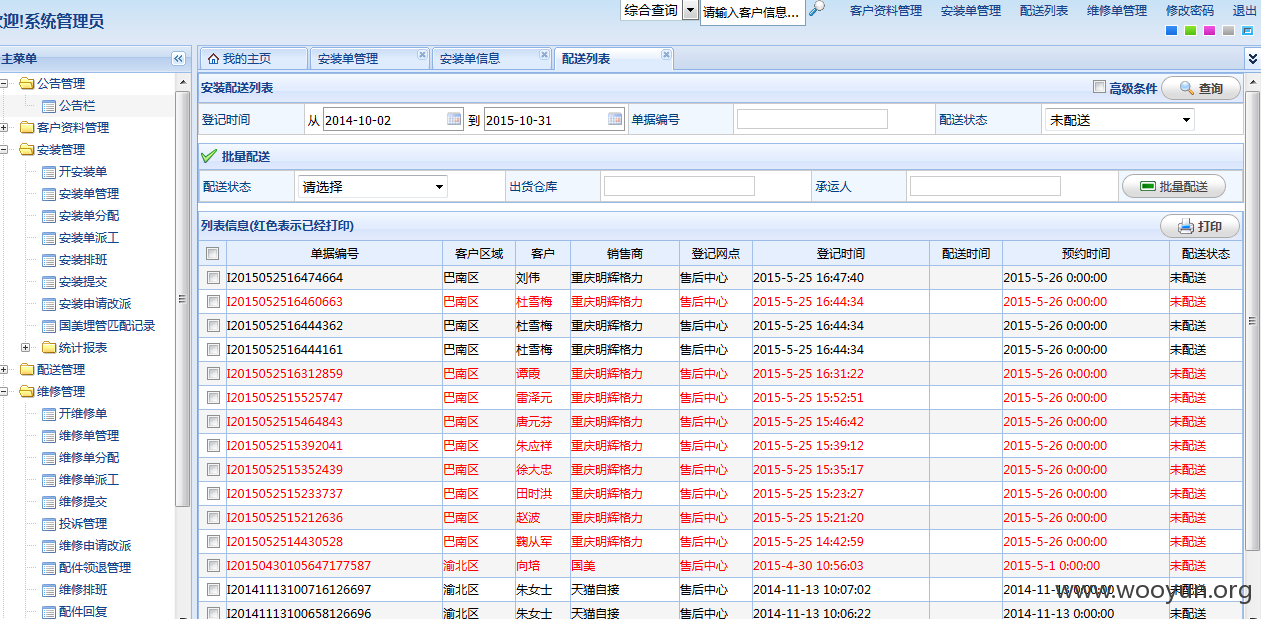 欢迎!系统管理员
综合查询 请输入客户信息... 客户资料管理 安装单管理 配送列表 维修单管理 修改密码 退出
主菜单
我的主页 安装单管理 安装单信息 配送列表
公告管理
公告栏
客户资料管理
安装管理
开安装单
安装单管理
安装单分配
安装单派工
安装排班
安装提交
安装申请改派
国美埋管匹配记录
统计报表
配送管理
维修管理
开维修单
维修单管理
维修单分配
维修单派工
维修提交
投诉管理
维修申请改派
配件领退管理
维修排班
配件回复
安装配送列表 高级条件 查询
登记时间 从 2014-10-02 到 2015-10-31 单据编号 配送状态 未配送
批量配送
配送状态 请选择 出货仓库 承运人 批量配送
列表信息(红色表示已经打印) 打印
单据编号 客户区域 客户 销售商 登记网点 登记时间 配送时间 预约时间 配送状态
I2015052516474664 巴南区 刘伟 重庆明辉格力 售后中心 2015-5-25 16:47:40 2015-5-26 0:00:00 未配送
I2015052516460663 巴南区 杜雪梅 重庆明辉格力 售后中心 2015-5-25 16:44:34 2015-5-26 0:00:00 未配送
I2015052516444362 巴南区 杜雪梅 重庆明辉格力 售后中心 2015-5-25 16:44:34 2015-5-26 0:00:00 未配送
I2015052516444161 巴南区 杜雪梅 重庆明辉格力 售后中心 2015-5-25 16:44:34 2015-5-26 0:00:00 未配送
I2015052516312859 巴南区 谭霞 重庆明辉格力 售后中心 2015-5-25 16:31:22 2015-5-26 0:00:00 未配送
I2015052515525747 巴南区 雷泽元 重庆明辉格力 售后中心 2015-5-25 15:52:51 2015-5-26 0:00:00 未配送
I2015052515464843 巴南区 唐元芬 重庆明辉格力 售后中心 2015-5-25 15:46:42 2015-5-26 0:00:00 未配送
I2015052515392041 巴南区 朱应祥 重庆明辉格力 售后中心 2015-5-25 15:39:12 2015-5-26 0:00:00 未配送
I2015052515352439 巴南区 徐大忠 重庆明辉格力 售后中心 2015-5-25 15:35:17 2015-5-26 0:00:00 未配送
I2015052515233737 巴南区 田时洪 重庆明辉格力 售后中心 2015-5-25 15:23:27 2015-5-26 0:00:00 未配送
I2015052515212636 巴南区 赵波 重庆明辉格力 售后中心 2015-5-25 15:21:20 2015-5-26 0:00:00 未配送
I2015052514430528 巴南区 鞠从军 重庆明辉格力 售后中心 2015-5-25 14:42:59 2015-5-26 0:00:00 未配送
I20150430105647177587 渝北区 向培 国美 售后中心 2015-4-30 10:56:03 2015-5-1 0:00:00 未配送
I20141113100716126697 渝北区 朱女士 天猫自接 售后中心 2014-11-13 10:07:02 2014-11-13 0:00:00 未配送
I20141113100658126696 渝北区 朱女士 天猫自接 售后中心 2014-11-13 10:06:22 2014-11-13 0:00:00 未配送
www.wooyun.org